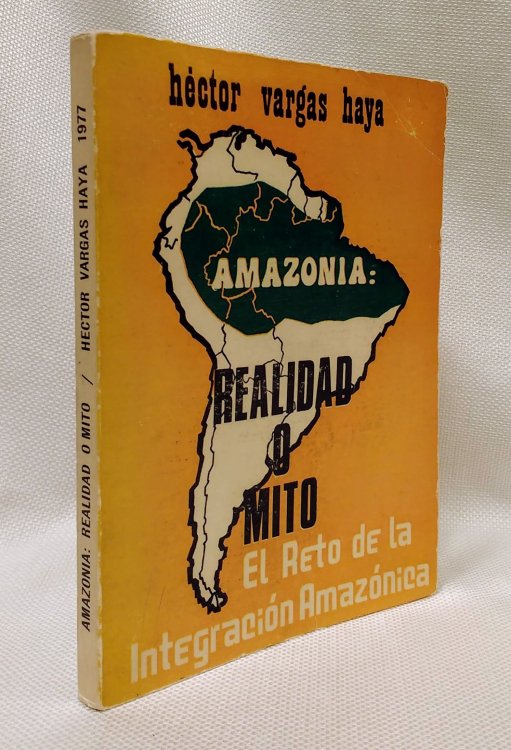 héctor vargas haya
AMAZONIA:
REALIDAD
O
MITO
El Reto de la
Integración Amazónica
AMAZONIA: REALIDAD O MITO / HECTOR VARGAS HAYA 1977